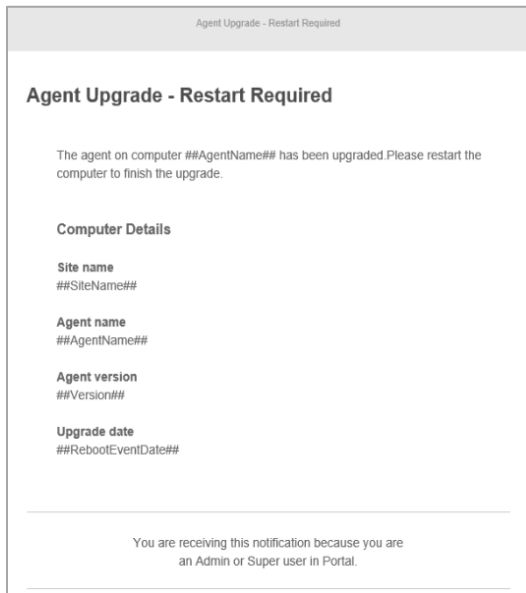 Agent Upgrade - Restart Required
Agent Upgrade - Restart Required
The agent on computer ##AgentName## has been upgraded.Please restart the
computer to finish the upgrade.
Computer Details
Site name
##SiteName##
Agent name
##AgentName##
Agent version
##Version##
Upgrade date
##RebootEventDate##
You are receiving this notification because you are
an Admin or Super user in Portal.